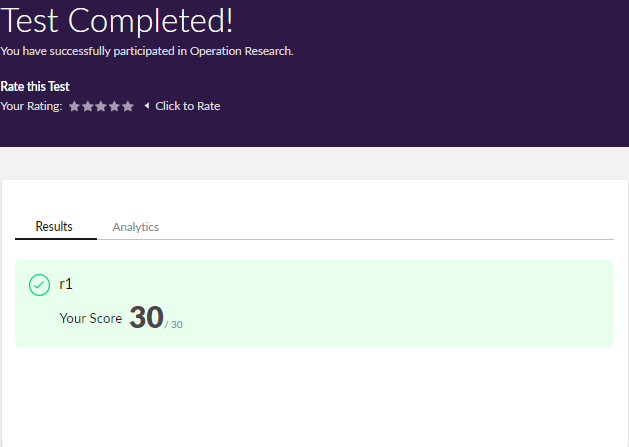 Test Completed!
You have successfully participated in Operation Research.
Rate this Test
Your Rating: Click to Rate
Results Analytics
r1
Your Score 30 / 30